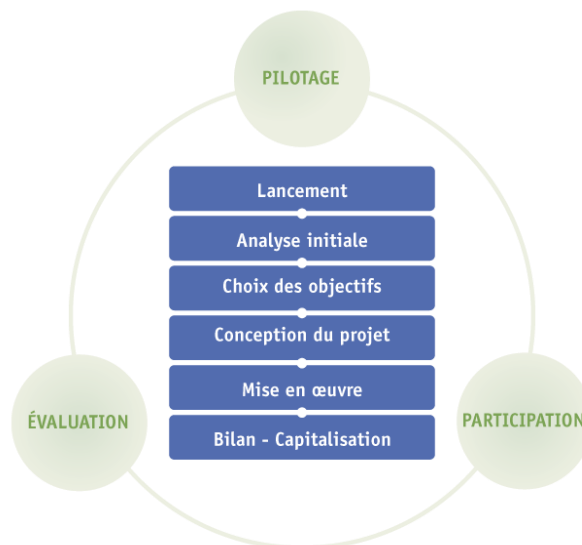 PILOTAGE
Lancement
Analyse initiale
Choix des objectifs
Conception du projet
Mise en œuvre
Bilan - Capitalisation
ÉVALUATION
PARTICIPATION